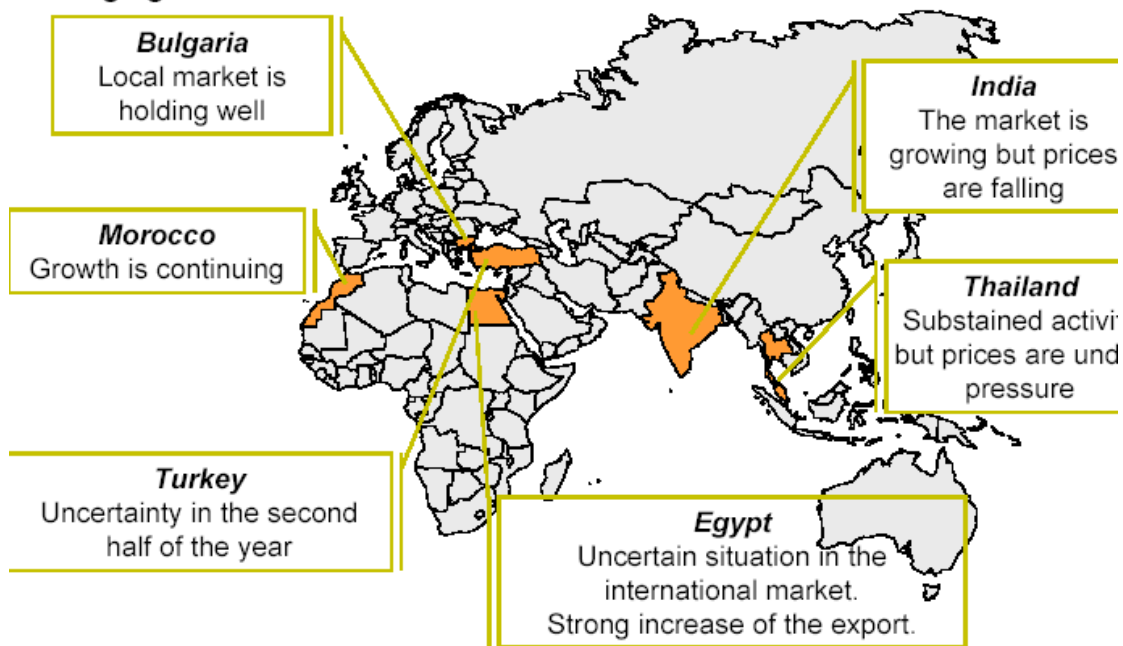 Bulgaria
Local market is
holding well
India
The market is
growing but prices
are falling
Morocco
Growth is continuing
Thailand
Substained
but prices are
pressure
Turkey
Uncertainty in the second
half of the year
Egypt
Uncertain situation in the
international market.
Strong increase of the export.